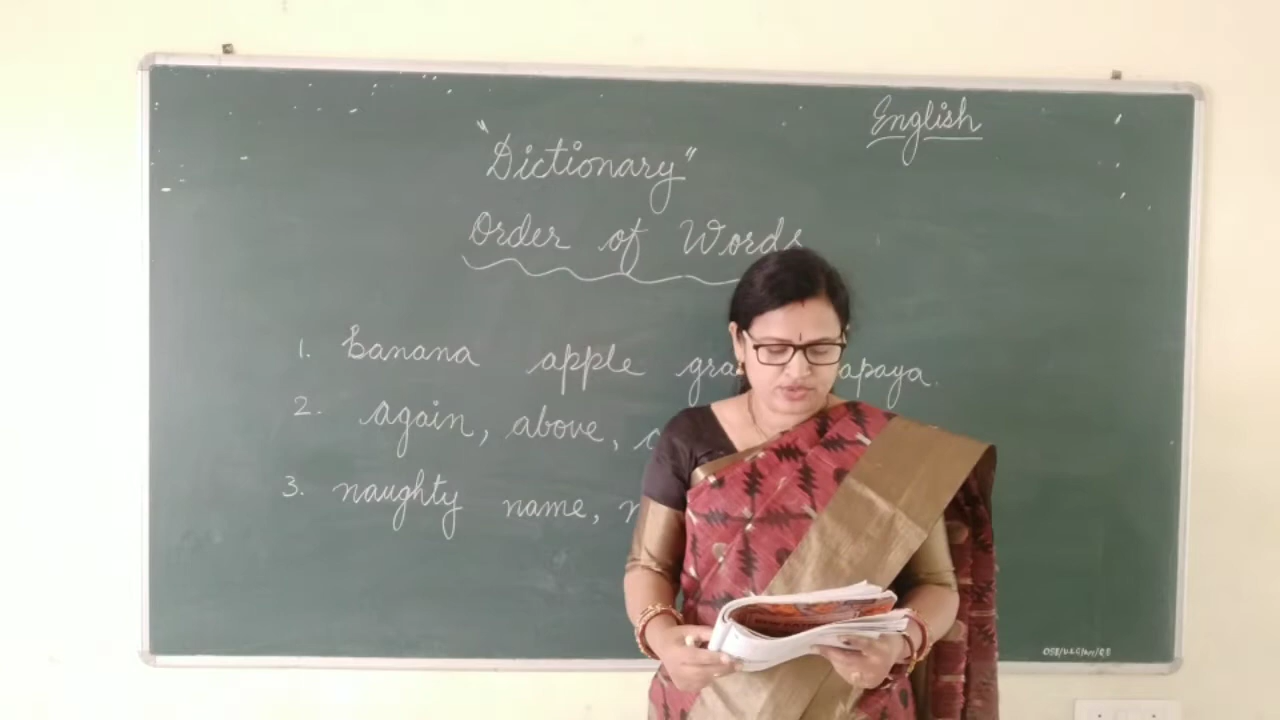 English
"Dictionary"
Order of Words
1. banana apple gra apaya.
2. again, above,
3. naughty name, n